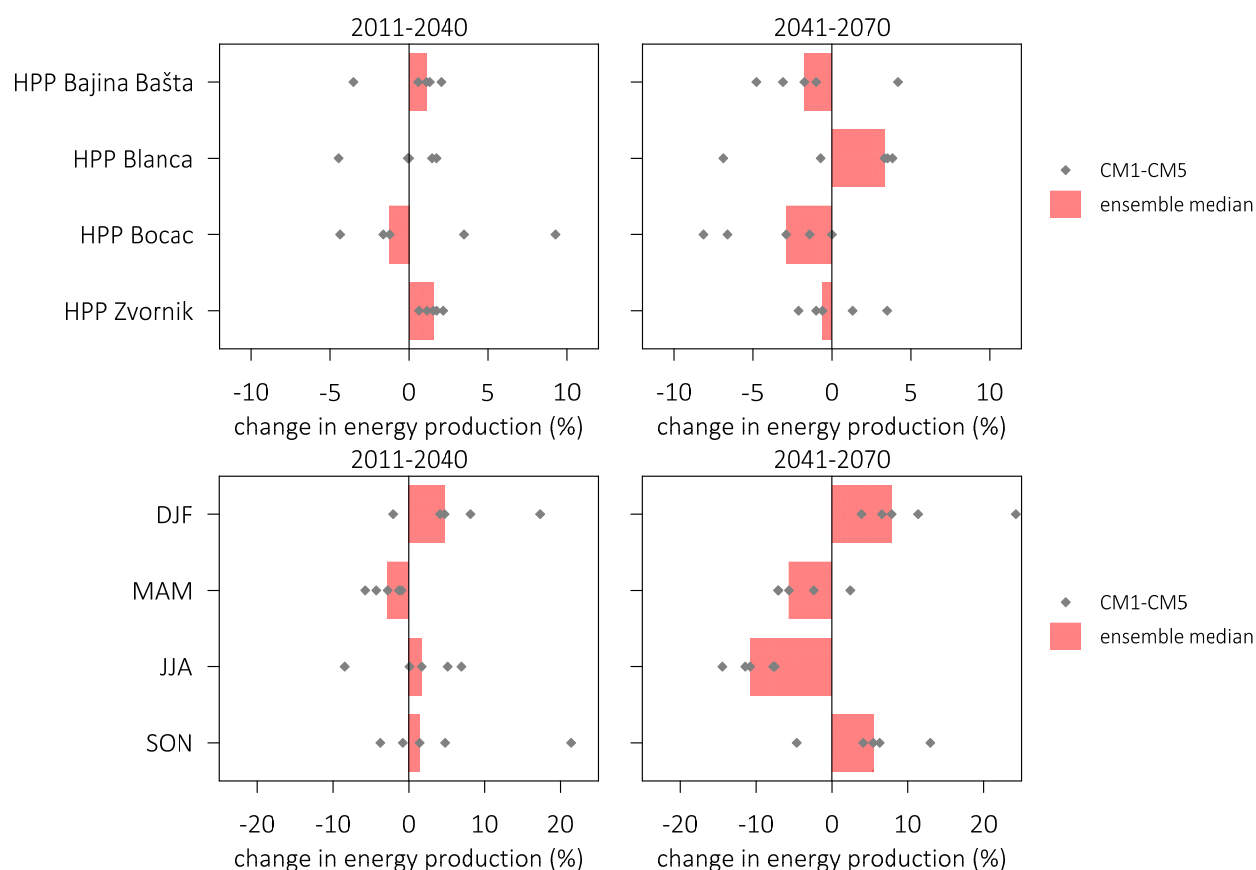 2011-2040
2041-2070
HPP Bajina Bašta
HPP Blanca
HPP Bocac
HPP Zvornik
CM1-CM5
ensemble median
-10 -5 0 5 10
-10 -5 0 5 10
change in energy production (%)
change in energy production (%)
2011-2040
2041-2070
DJF
MAM
JJA
SON
CM1-CM5
ensemble median
-20 -10 0 10 20
-20 -10 0 10 20
change in energy production (%)
change in energy production (%)